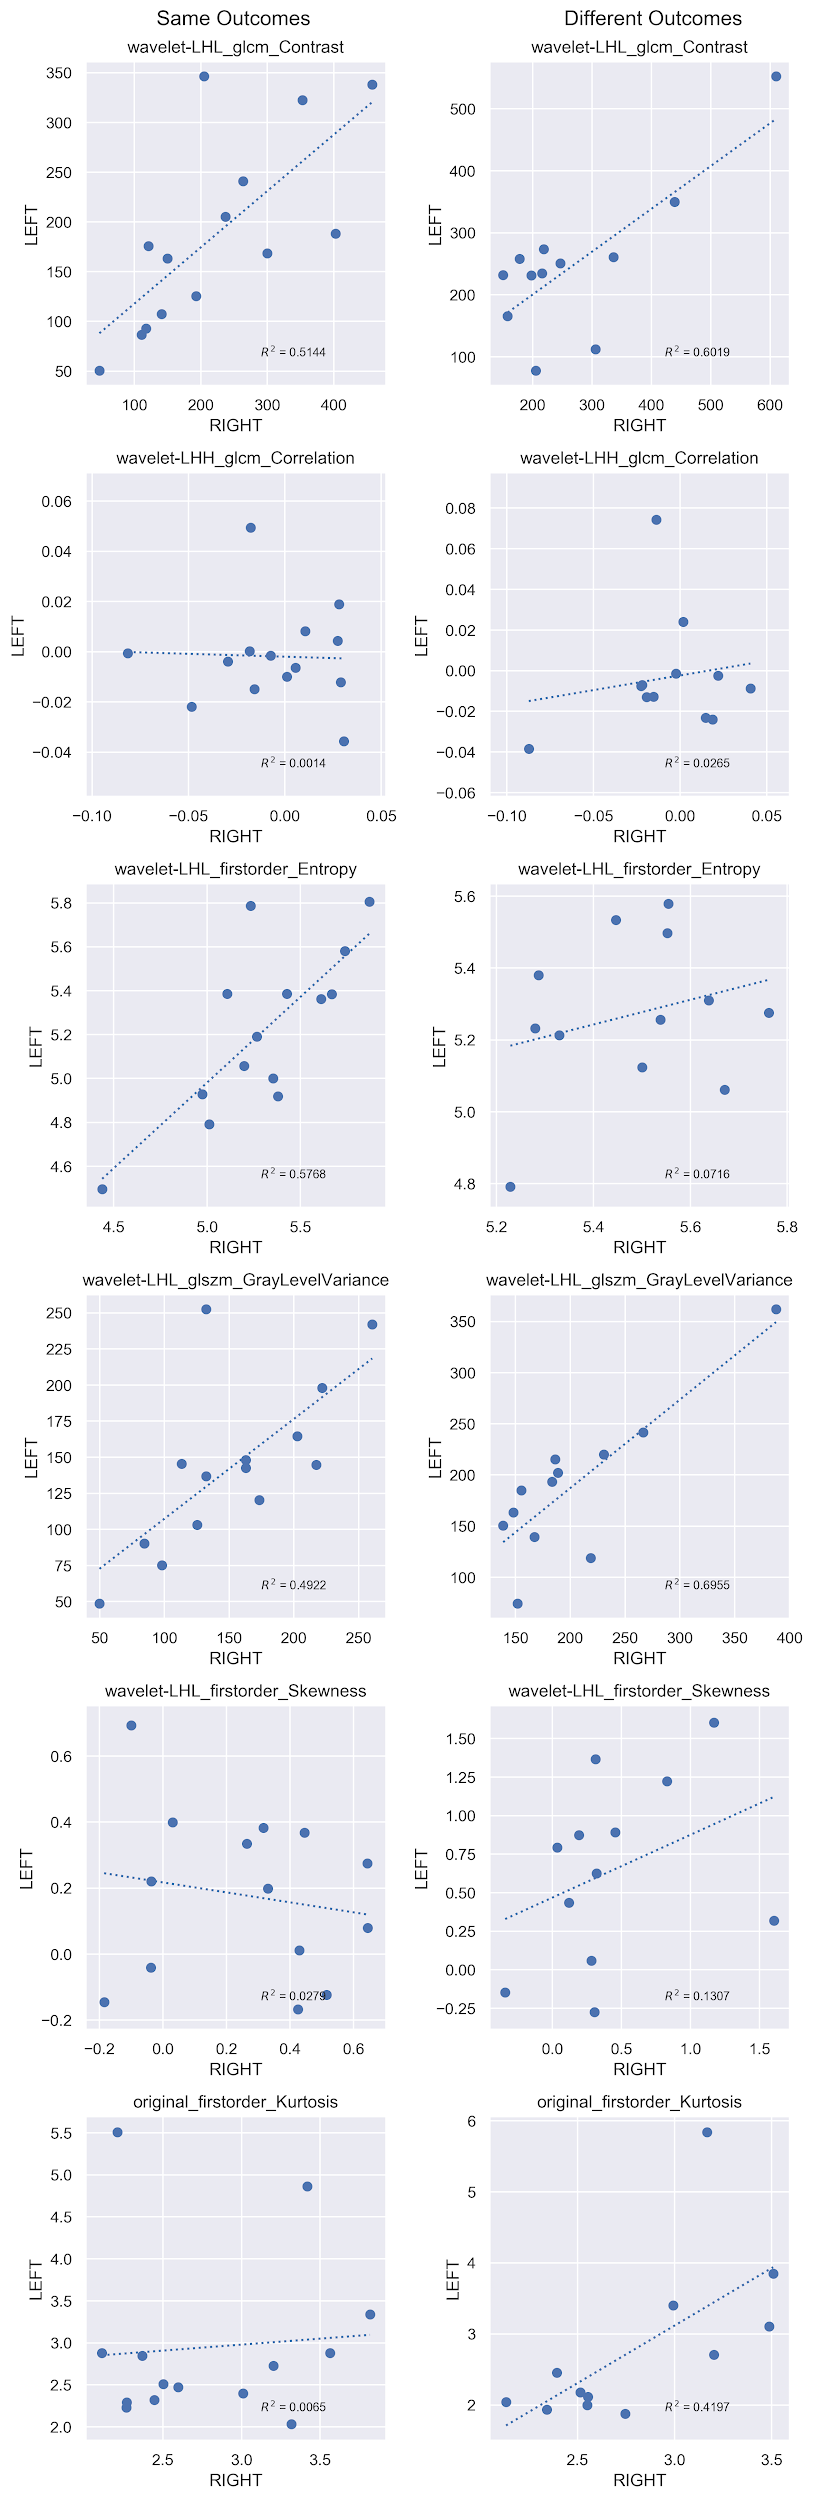 Same Outcomes
Different Outcomes
wavelet-LHL_glcm_Contrast
350
300
250
200
150
100
50
LEFT
R² = 0.5144
100 200 300 400
RIGHT
wavelet-LHL_glcm_Contrast
500
400
300
200
100
LEFT
R² = 0.6019
200 300 400 500 600
RIGHT
wavelet-LHH_glcm_Correlation
0.06
0.04
0.02
0.00
−0.02
−0.04
LEFT
R² = 0.0014
−0.10 −0.05 0.00 0.05
RIGHT
wavelet-LHH_glcm_Correlation
0.08
0.06
0.04
0.02
0.00
−0.02
−0.04
−0.06
LEFT
R² = 0.0265
−0.10 −0.05 0.00 0.05
RIGHT
wavelet-LHL_firstorder_Entropy
5.8
5.6
5.4
5.2
5.0
4.8
4.6
LEFT
R² = 0.5768
4.5 5.0 5.5
RIGHT
wavelet-LHL_firstorder_Entropy
5.6
5.4
5.2
5.0
4.8
LEFT
R² = 0.0716
5.2 5.4 5.6 5.8
RIGHT
wavelet-LHL_glszm_GrayLevelVariance
250
225
200
175
150
125
100
75
50
LEFT
R² = 0.4922
50 100 150 200 250
RIGHT
wavelet-LHL_glszm_GrayLevelVariance
350
300
250
200
150
100
LEFT
R² = 0.6955
150 200 250 300 350 400
RIGHT
wavelet-LHL_firstorder_Skewness
0.6
0.4
0.2
0.0
−0.2
LEFT
R² = 0.0279
−0.2 0.0 0.2 0.4 0.6
RIGHT
wavelet-LHL_firstorder_Skewness
1.50
1.25
1.00
0.75
0.50
0.25
0.00
−0.25
LEFT
R² = 0.1307
0.0 0.5 1.0 1.5
RIGHT
original_firstorder_Kurtosis
5.5
5.0
4.5
4.0
3.5
3.0
2.5
2.0
LEFT
R² = 0.0065
2.5 3.0 3.5
RIGHT
original_firstorder_Kurtosis
6
5
4
3
2
LEFT
R² = 0.4197
2.5 3.0 3.5
RIGHT